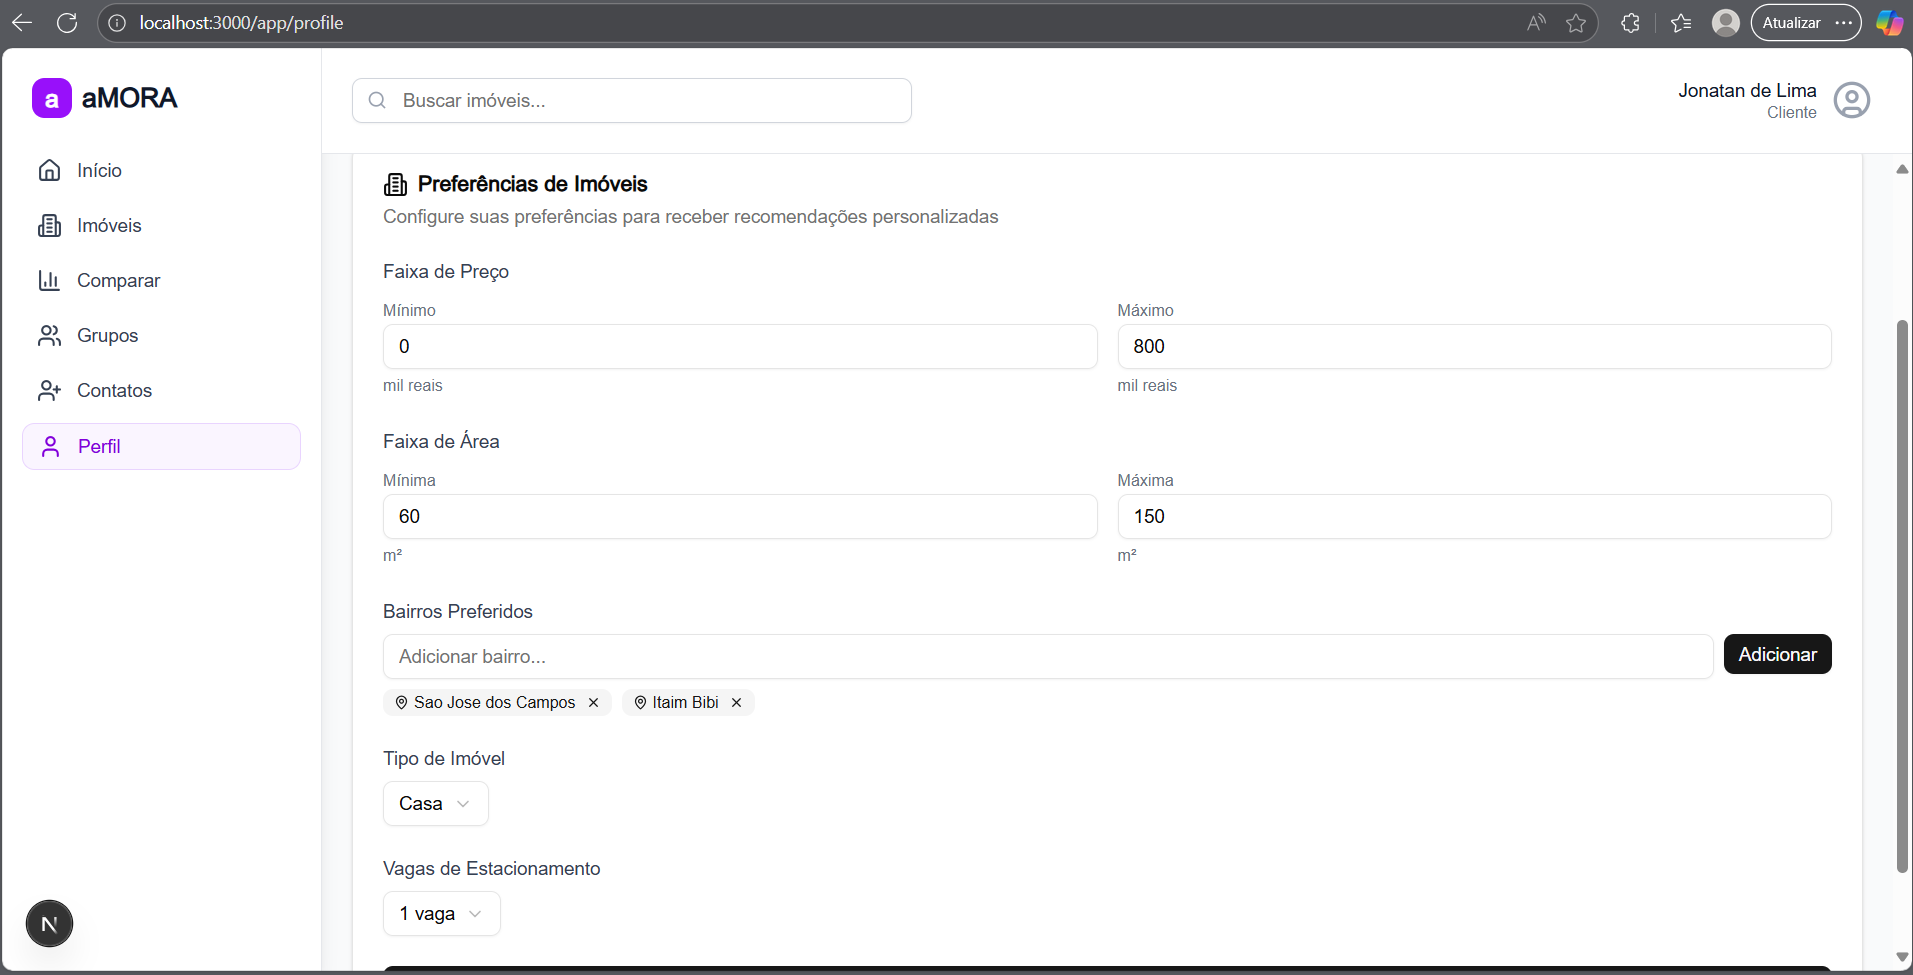 localhost:3000/app/profile
Atualizar
a aMORA
Buscar imóveis...
Jonatan de Lima
Cliente
Início
Imóveis
Comparar
Grupos
Contatos
Perfil
Preferências de Imóveis
Configure suas preferências para receber recomendações personalizadas
Faixa de Preço
Mínimo Máximo
0 800
mil reais mil reais
Faixa de Área
Mínima Máxima
60 150
m² m²
Bairros Preferidos
Adicionar bairro... Adicionar
Sao Jose dos Campos Itaim Bibi
Tipo de Imóvel
Casa
Vagas de Estacionamento
1 vaga
N